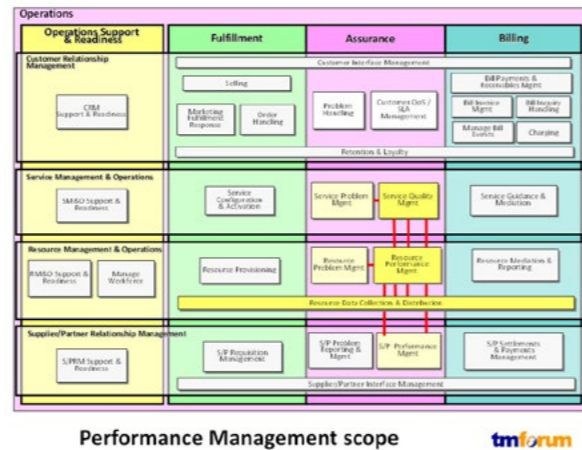 Operations
Operations Support
& Readiness
Fulfillment
Assurance
Billing
Customer Relationship
Management
Customer Interface Management
CRM
Support & Readiness
Selling
Marketing
Fulfillment
Response
Order
Handling
Problem
Handling
Customer QoS /
SLA
Management
Bill Payments &
Receivables Mgmt
Bill Invoice
Mgmt
Bill Inquiry
Handling
Manage Bill
Events
Charging
Retention & Loyalty
Service Management & Operations
SM&O Support &
Readiness
Service
Configuration
& Activation
Service Problem
Mgmt
Service Quality
Mgmt
Service Guidance &
Mediation
Resource Management & Operations
RM&O Support &
Readiness
Manage
Workforce
Resource Provisioning
Resource
Problem Mgmt
Resource
Performance
Mgmt
Resource Mediation &
Reporting
Resource Data Collection & Distribution
Supplier/Partner Relationship Management
S/PRM Support &
Readiness
S/P Requisition
Management
S/P Problem
Reporting &
Mgmt
S/P Performance
Mgmt
S/P Settlements
& Payments
Management
Supplier/Partner Interface Management
Performance Management scope
tmforum